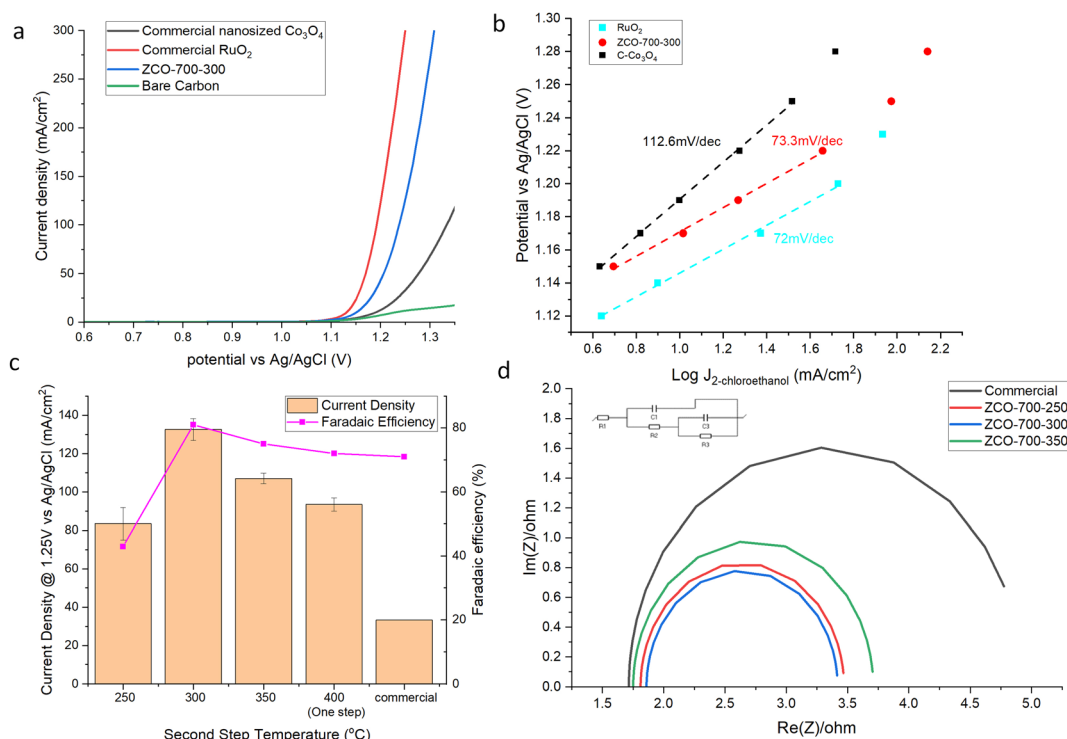 a
300
250
200
150
100
50
0
Current density (mA/cm²)
Commercial nanosized Co₃O₄
Commercial RuO₂
ZCO-700-300
Bare Carbon
0.6 0.7 0.8 0.9 1.0 1.1 1.2 1.3
potential vs Ag/AgCl (V)
b
RuO₂
ZCO-700-300
C-Co₃O₄
1.28
1.26
1.24
1.22
1.20
1.18
1.16
1.14
1.12
Potential vs Ag/AgCl (V)
112.6mV/dec
73.3mV/dec
72mV/dec
0.6 0.8 1.0 1.2 1.4 1.6 1.8 2.0 2.2
Log J₂₋chloroethanol (mA/cm²)
c
Current Density
Faradaic Efficiency
140
120
100
80
60
40
20
0
Current Density @ 1.25V vs Ag/AgCl (mA/cm²)
80
60
40
20
0
Faradaic efficiency (%)
250 300 350 400 commercial
(One step)
Second Step Temperature (°C)
d
Commercial
ZCO-700-250
ZCO-700-300
ZCO-700-350
R1
C1
R2
C3
R3
2.0
1.8
1.6
1.4
1.2
1.0
0.8
0.6
0.4
0.2
0.0
Im(Z)/ohm
1.5 2.0 2.5 3.0 3.5 4.0 4.5 5.0
Re(Z)/ohm